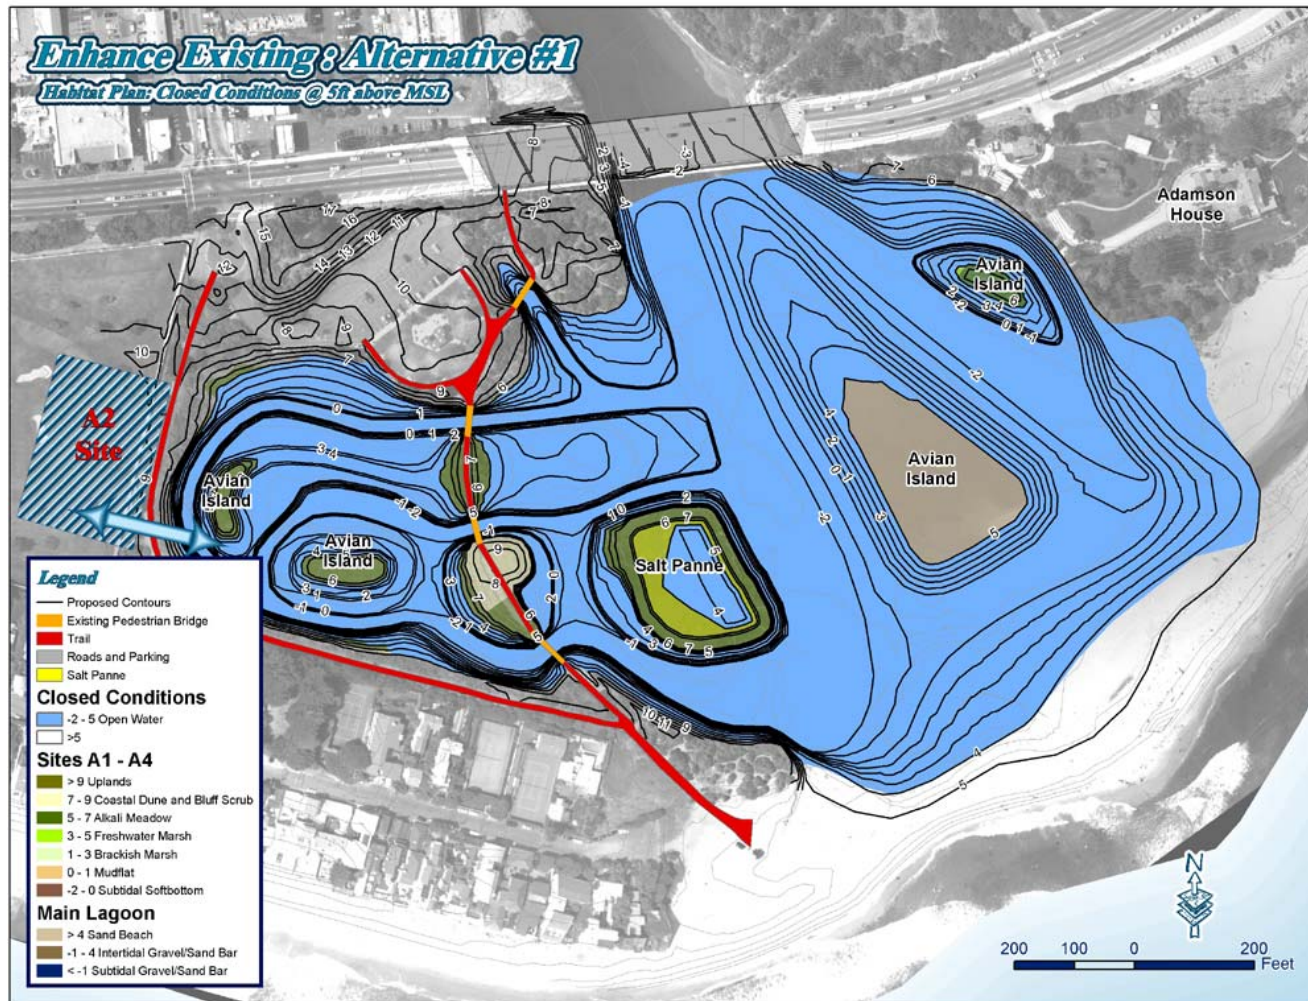 Enhance Existing : Alternative #1
Habitat Plan: Closed Conditions @ 5ft above MSL
Adamson
House
Avian
Island
Avian
Island
Avian
Island
Avian
Island
Salt Panne
A2
Site
Legend
Proposed Contours
Existing Pedestrian Bridge
Trail
Roads and Parking
Salt Panne
Closed Conditions
-2 - 5 Open Water
>5
Sites A1 - A4
> 9 Uplands
7 - 9 Coastal Dune and Bluff Scrub
5 - 7 Alkali Meadow
3 - 5 Freshwater Marsh
1 - 3 Brackish Marsh
0 - 1 Mudflat
-2 - 0 Subtidal Softbottom
Main Lagoon
> 4 Sand Beach
-1 - 4 Intertidal Gravel/Sand Bar
< -1 Subtidal Gravel/Sand Bar
N
200 100 0 200
Feet